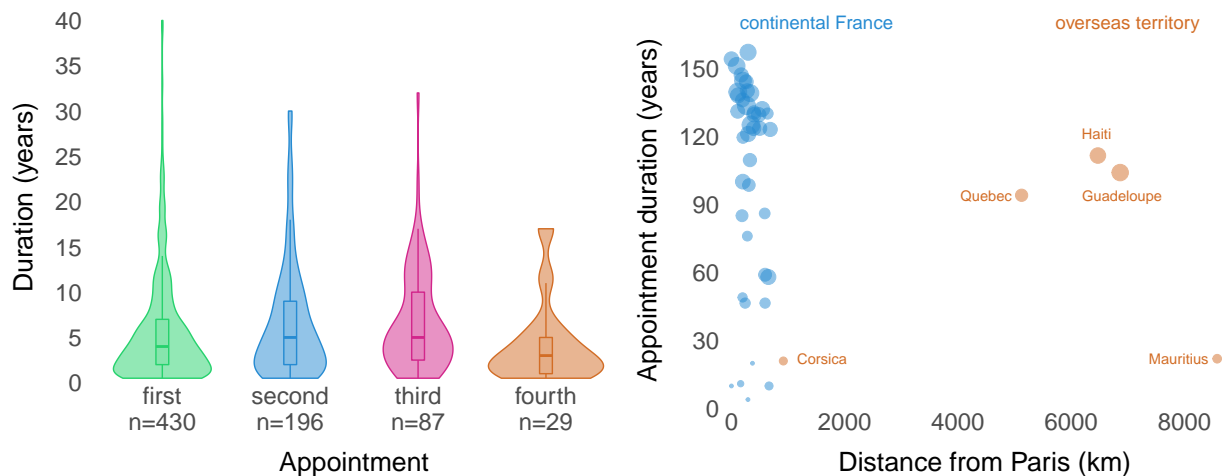 40
35
30
25
20
15
10
5
0
Duration (years)
first
second
third
fourth
n=430
n=196
n=87
n=29
Appointment
continental France
overseas territory
150
120
90
60
30
0
Appointment duration (years)
Haiti
Quebec
Guadeloupe
Corsica
Mauritius
0
2000
4000
6000
8000
Distance from Paris (km)